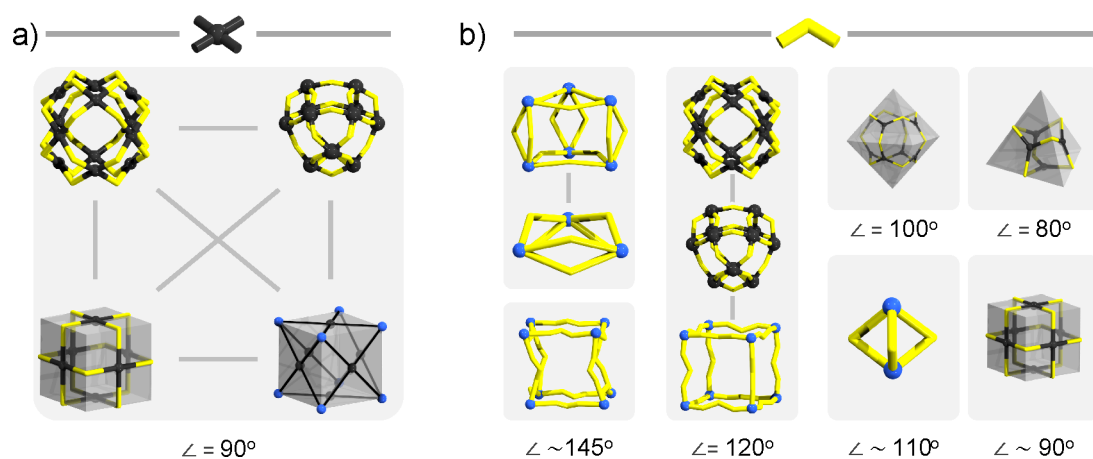 a)
b)
∠ = 100°
∠ = 80°
∠ = 90°
∠ ~145°
∠= 120°
∠ ~ 110°
∠ ~ 90°